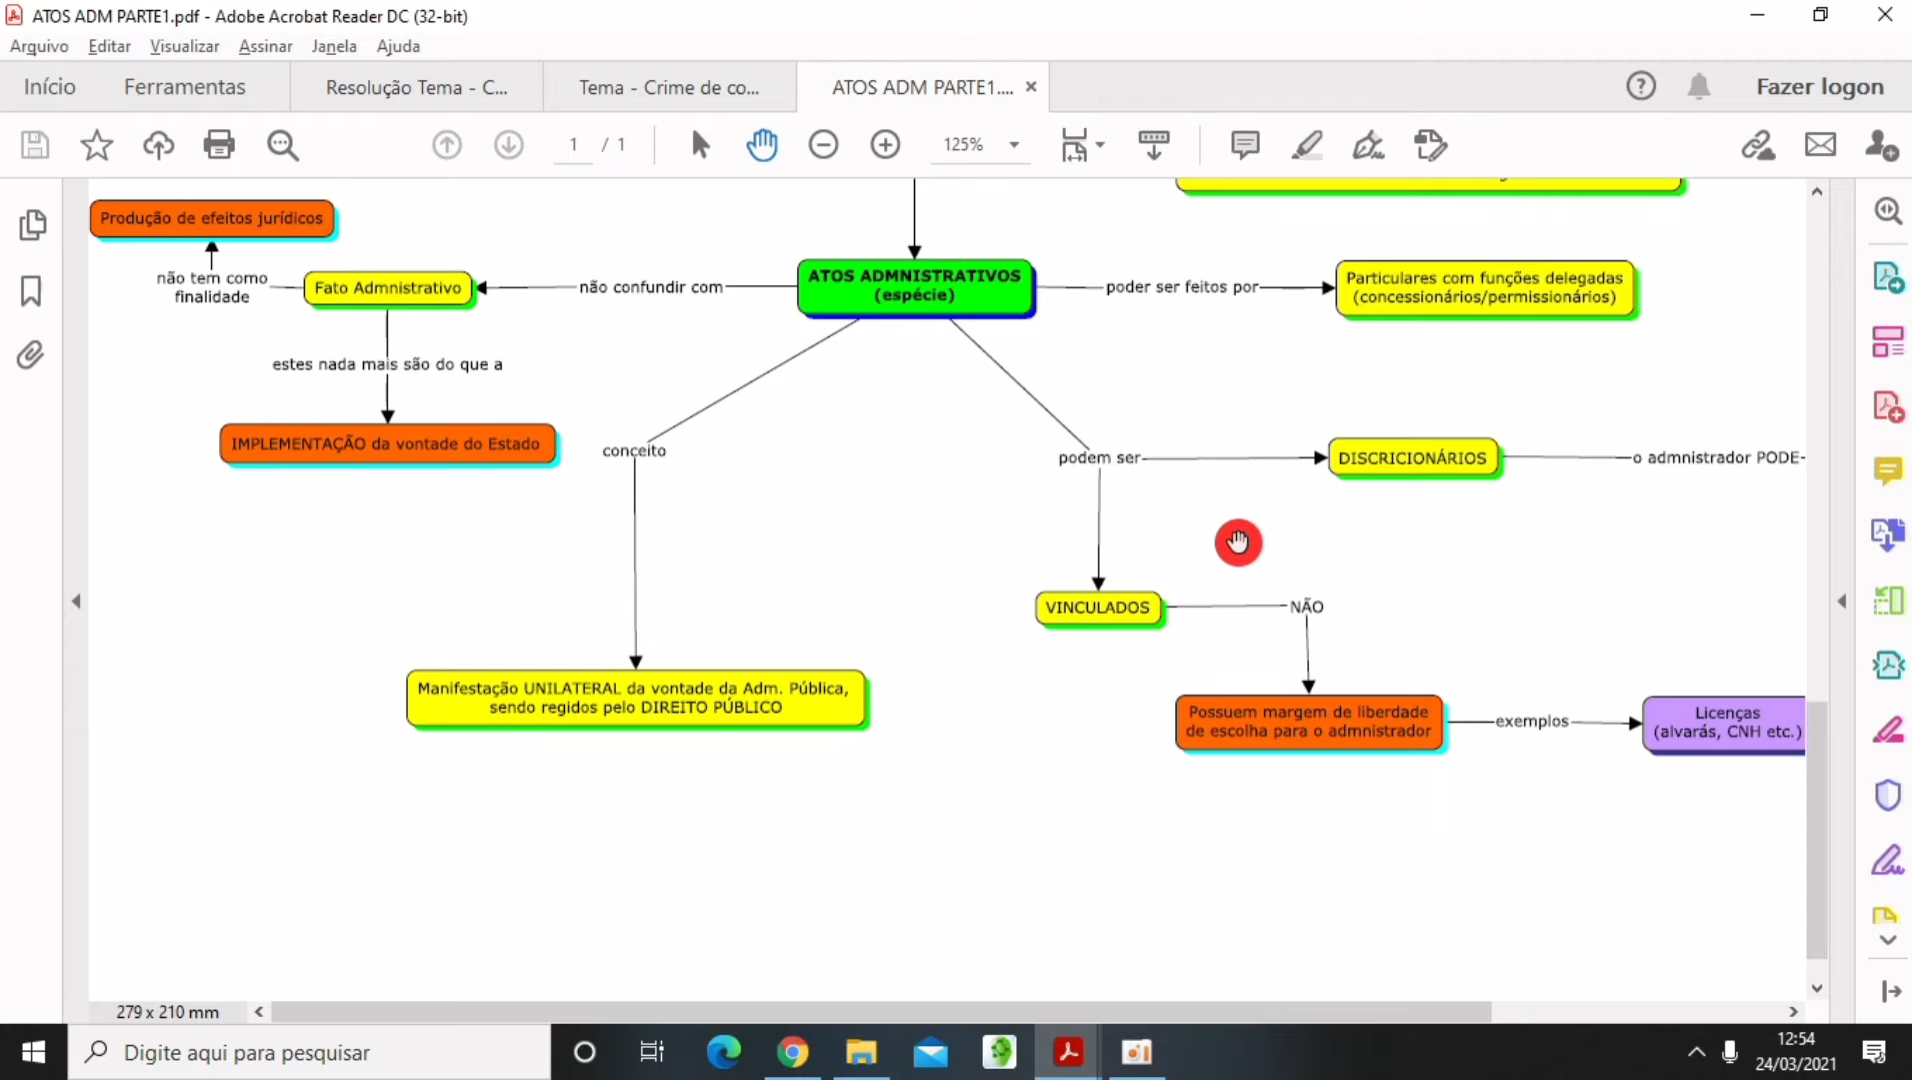 ATOS ADM PARTE1.pdf - Adobe Acrobat Reader DC (32-bit)
Arquivo Editar Visualizar Assinar Janela Ajuda
Início Ferramentas Resolução Tema - C... Tema - Crime de co... ATOS ADM PARTE1.... Fazer logon
1 / 1 125%
Produção de efeitos jurídicos
não tem como
finalidade
Fato Admnistrativo
não confundir com
ATOS ADMNISTRATIVOS
(espécie)
poder ser feitos por
Particulares com funções delegadas
(concessionários/permissionários)
estes nada mais são do que a
IMPLEMENTAÇÃO da vontade do Estado
conceito
podem ser
DISCRICIONÁRIOS
o admnistrador PODE
VINCULADOS
NÃO
Manifestação UNILATERAL da vontade da Adm. Pública,
sendo regidos pelo DIREITO PÚBLICO
Possuem margem de liberdade
de escolha para o admnistrador
exemplos
Licenças
(alvarás, CNH etc.)
279 x 210 mm
Digite aqui para pesquisar
12:54
24/03/2021